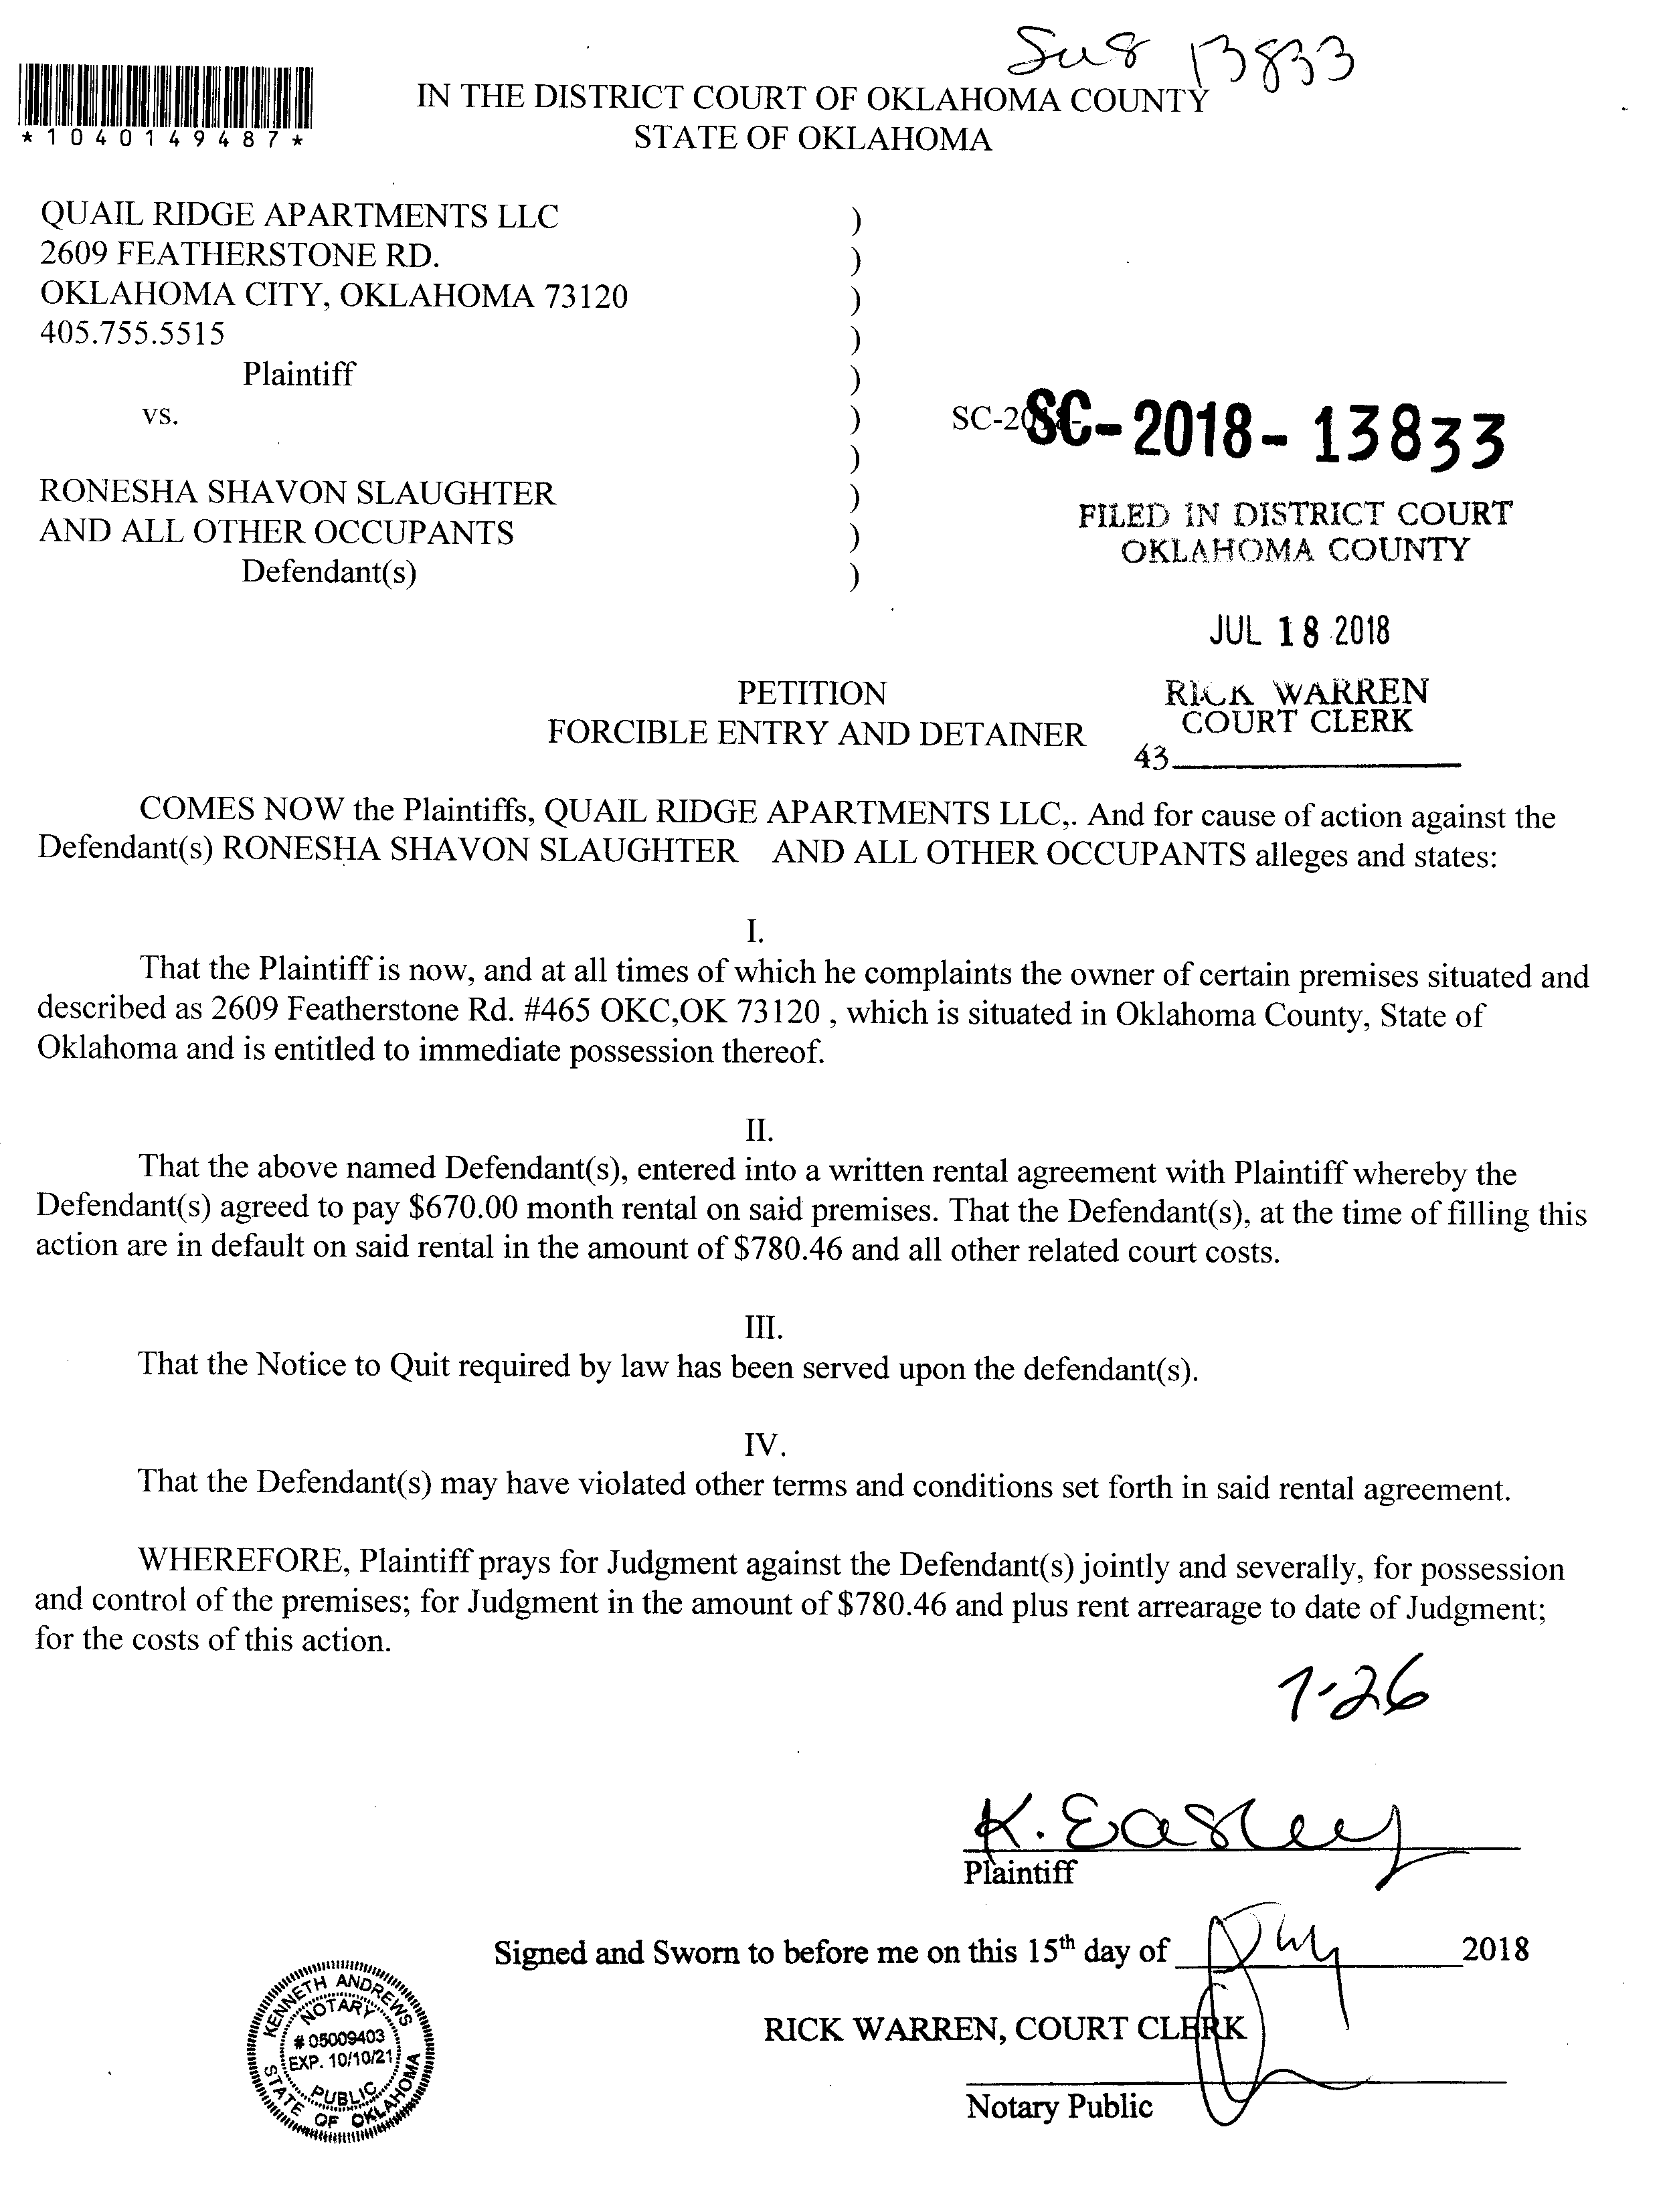 Su8 13833
*1040149487*
IN THE DISTRICT COURT OF OKLAHOMA COUNTY
STATE OF OKLAHOMA
QUAIL RIDGE APARTMENTS LLC )
2609 FEATHERSTONE RD. )
OKLAHOMA CITY, OKLAHOMA 73120 )
405.755.5515 )
Plaintiff )
vs. ) SC-2018- SC-2018-13833
)
RONESHA SHAVON SLAUGHTER )
AND ALL OTHER OCCUPANTS )
Defendant(s) )
FILED IN DISTRICT COURT
OKLAHOMA COUNTY
JUL 18 2018
RICK WARREN
COURT CLERK
43
PETITION
FORCIBLE ENTRY AND DETAINER
COMES NOW the Plaintiffs, QUAIL RIDGE APARTMENTS LLC,. And for cause of action against the
Defendant(s) RONESHA SHAVON SLAUGHTER AND ALL OTHER OCCUPANTS alleges and states:
I.
That the Plaintiff is now, and at all times of which he complaints the owner of certain premises situated and
described as 2609 Featherstone Rd. #465 OKC,OK 73120 , which is situated in Oklahoma County, State of
Oklahoma and is entitled to immediate possession thereof.
II.
That the above named Defendant(s), entered into a written rental agreement with Plaintiff whereby the
Defendant(s) agreed to pay $670.00 month rental on said premises. That the Defendant(s), at the time of filling this
action are in default on said rental in the amount of $780.46 and all other related court costs.
III.
That the Notice to Quit required by law has been served upon the defendant(s).
IV.
That the Defendant(s) may have violated other terms and conditions set forth in said rental agreement.
WHEREFORE, Plaintiff prays for Judgment against the Defendant(s) jointly and severally, for possession
and control of the premises; for Judgment in the amount of $780.46 and plus rent arrearage to date of Judgment;
for the costs of this action.
7-26
K. Easley
Plaintiff
Signed and Sworn to before me on this 15th day of July 2018
RICK WARREN, COURT CLERK
Notary Public
KENNETH ANDREWS
NOTARY
# 05009403
EXP. 10/10/21
PUBLIC
STATE OF OKLAHOMA